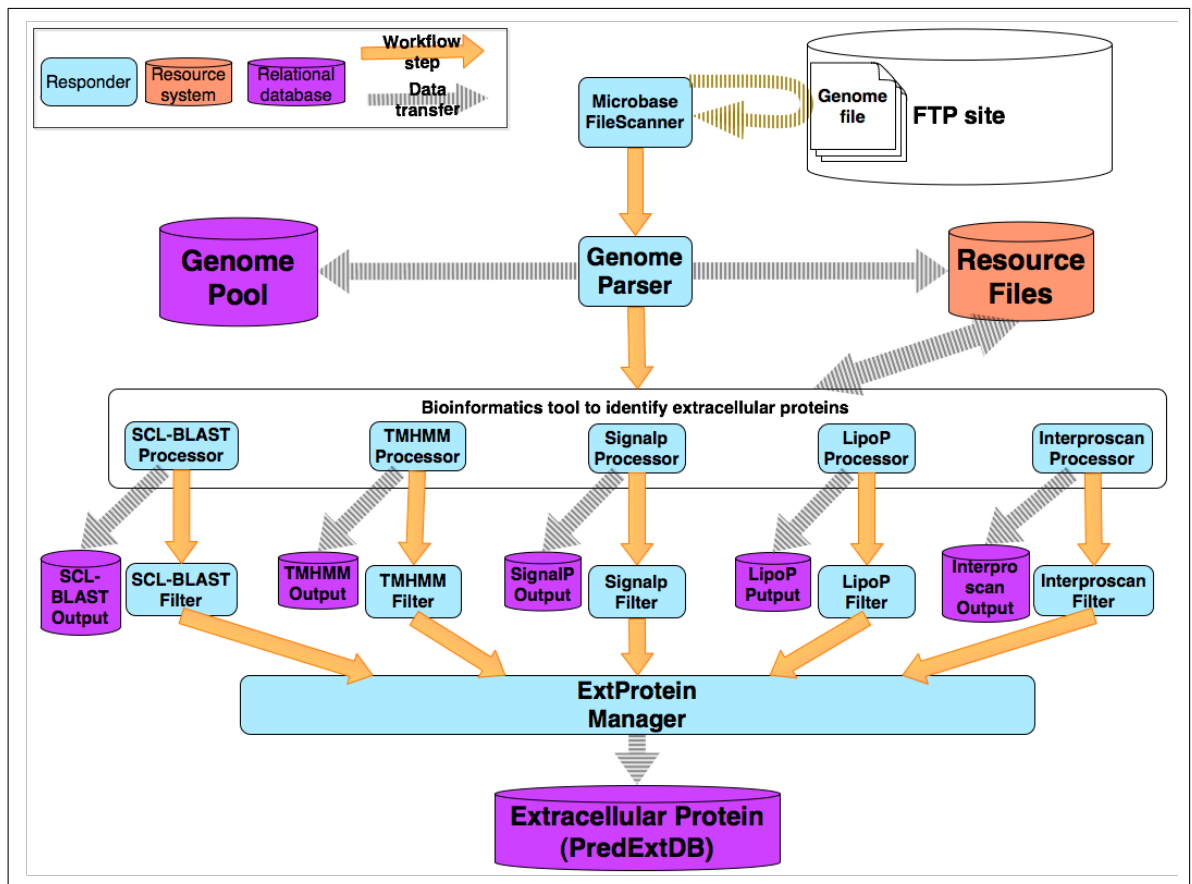 Responder
Resource
system
Relational
database
Workflow
step
Data
transfer
Microbase
FileScanner
Genome
file
FTP site
Genome
Pool
Genome
Parser
Resource
Files
Bioinformatics tool to identify extracellular proteins
SCL-BLAST
Processor
TMHMM
Processor
Signalp
Processor
LipoP
Processor
Interproscan
Processor
SCL-
BLAST
Output
SCL-BLAST
Filter
TMHMM
Output
TMHMM
Filter
SignalP
Output
Signalp
Filter
LipoP
Putput
LipoP
Filter
Interpro
scan
Output
Interproscan
Filter
ExtProtein
Manager
Extracellular Protein
(PredExtDB)